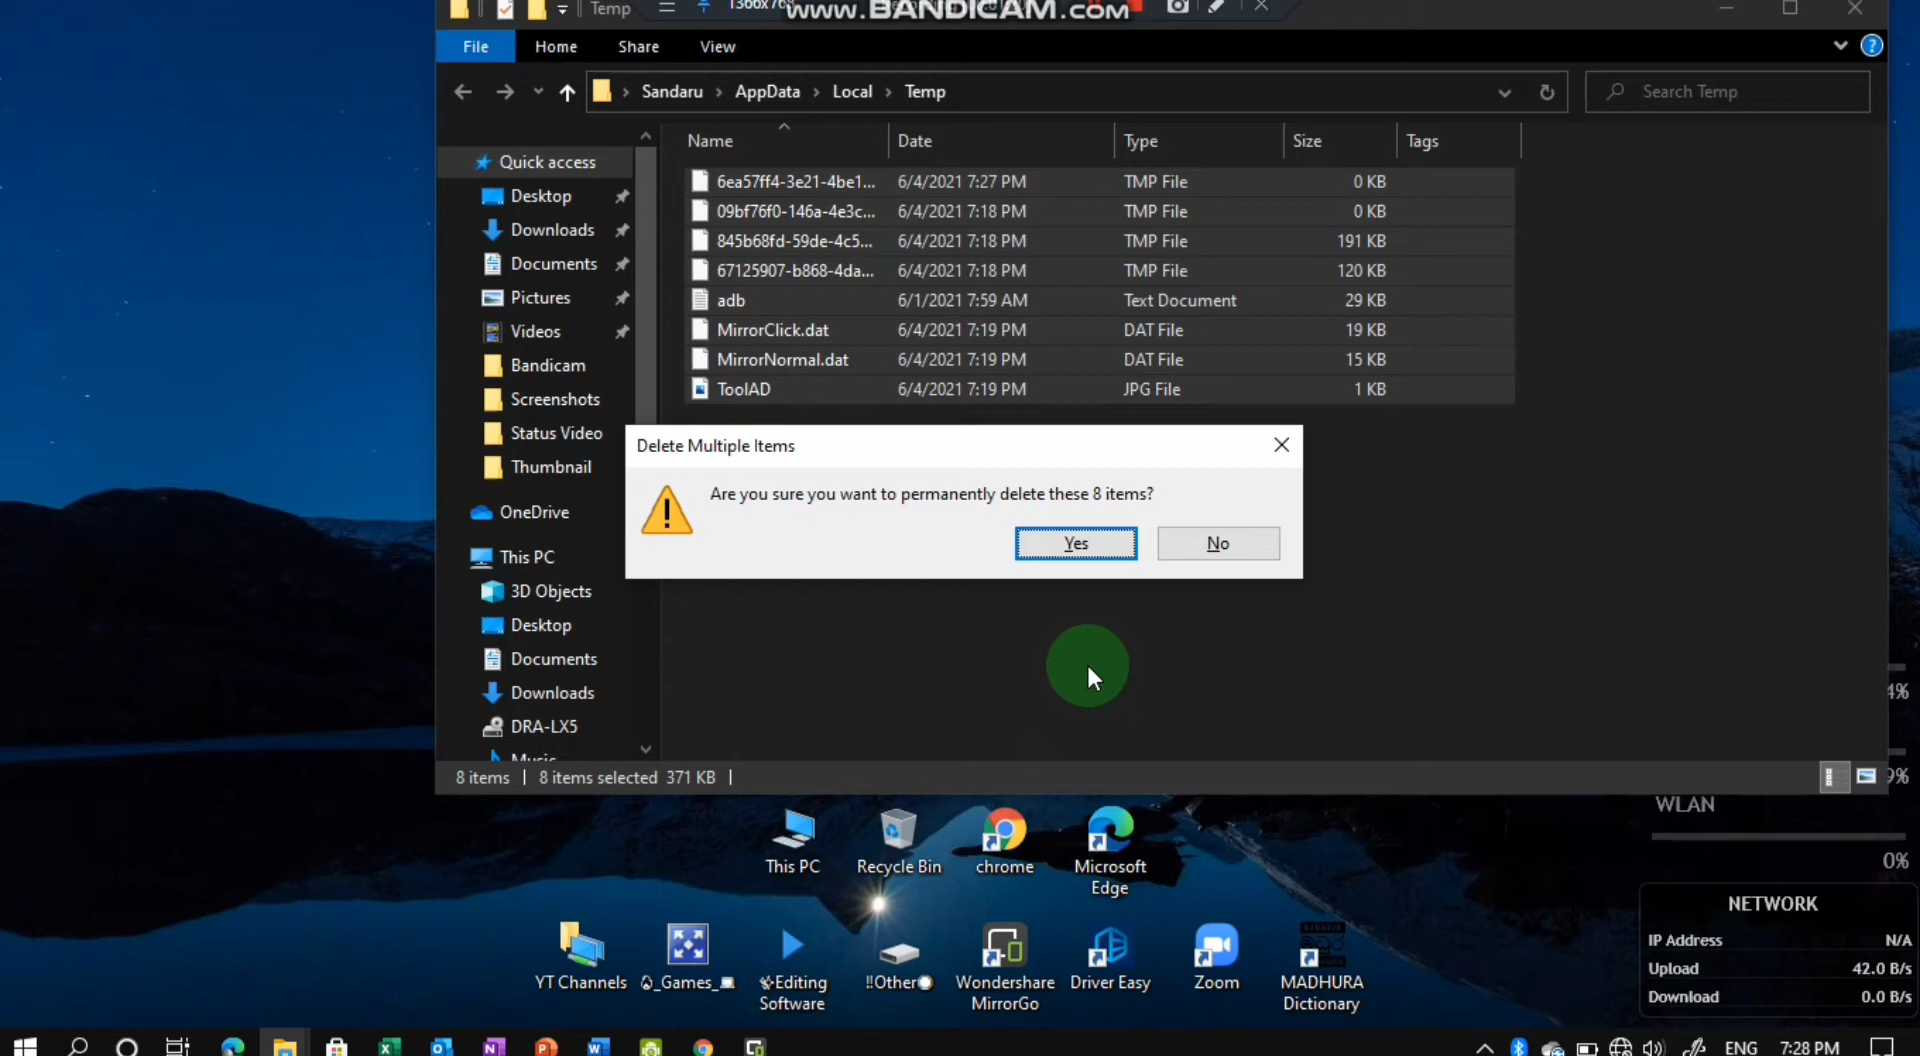 Temp
1366x768
www.BANDICAM.com
File Home Share View
Sandaru > AppData > Local > Temp
Search Temp
Name Date Type Size Tags
6ea57ff4-3e21-4be1... 6/4/2021 7:27 PM TMP File 0 KB
09bf76f0-146a-4e3c... 6/4/2021 7:18 PM TMP File 0 KB
845b68fd-59de-4c5... 6/4/2021 7:18 PM TMP File 191 KB
67125907-b868-4da... 6/4/2021 7:18 PM TMP File 120 KB
adb 6/1/2021 7:59 AM Text Document 29 KB
MirrorClick.dat 6/4/2021 7:19 PM DAT File 19 KB
MirrorNormal.dat 6/4/2021 7:19 PM DAT File 15 KB
ToolAD 6/4/2021 7:19 PM JPG File 1 KB
Quick access
Desktop
Downloads
Documents
Pictures
Videos
Bandicam
Screenshots
Status Video
Thumbnail
OneDrive
This PC
3D Objects
Desktop
Documents
Downloads
DRA-LX5
Music
Delete Multiple Items
Are you sure you want to permanently delete these 8 items?
Yes No
8 items 8 items selected 371 KB
4%
9%
WLAN
0%
NETWORK
IP Address N/A
Upload 42.0 B/s
Download 0.0 B/s
This PC
Recycle Bin
chrome
Microsoft
Edge
YT Channels
_Games_
Editing
Software
!!Other
Wondershare
MirrorGo
Driver Easy
Zoom
MADHURA
Dictionary
ENG 7:28 PM